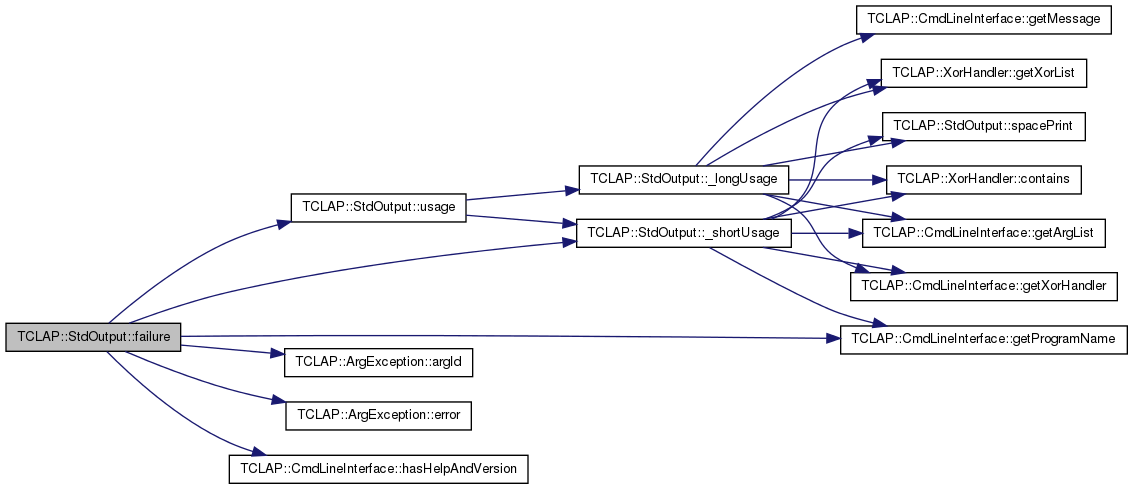 TCLAP::CmdLineInterface::getMessage
TCLAP::XorHandler::getXorList
TCLAP::StdOutput::spacePrint
TCLAP::StdOutput::_longUsage
TCLAP::XorHandler::contains
TCLAP::StdOutput::usage
TCLAP::StdOutput::_shortUsage
TCLAP::CmdLineInterface::getArgList
TCLAP::CmdLineInterface::getXorHandler
TCLAP::StdOutput::failure
TCLAP::CmdLineInterface::getProgramName
TCLAP::ArgException::argId
TCLAP::ArgException::error
TCLAP::CmdLineInterface::hasHelpAndVersion